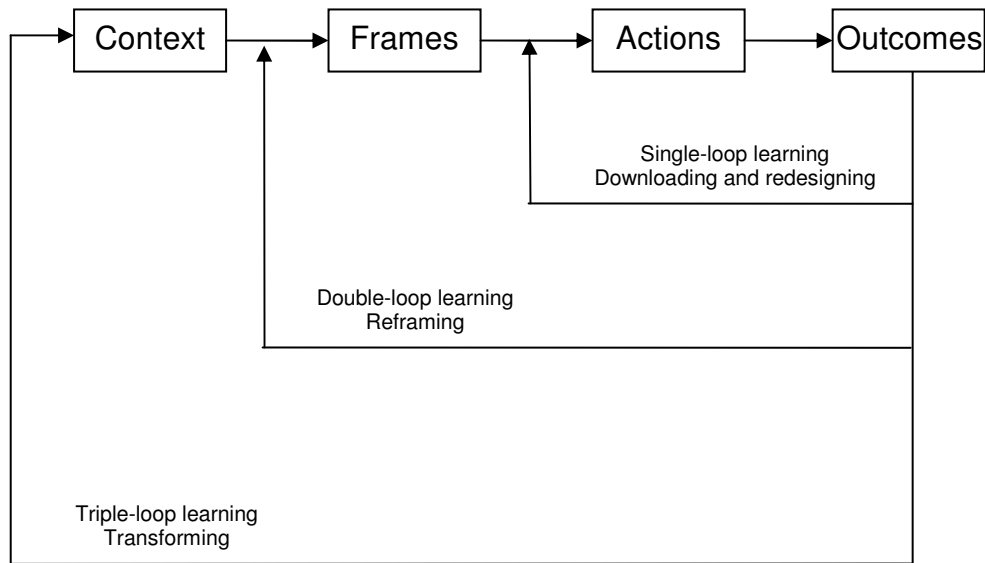 Context
Frames
Actions
Outcomes
Single-loop learning
Downloading and redesigning
Double-loop learning
Reframing
Triple-loop learning
Transforming